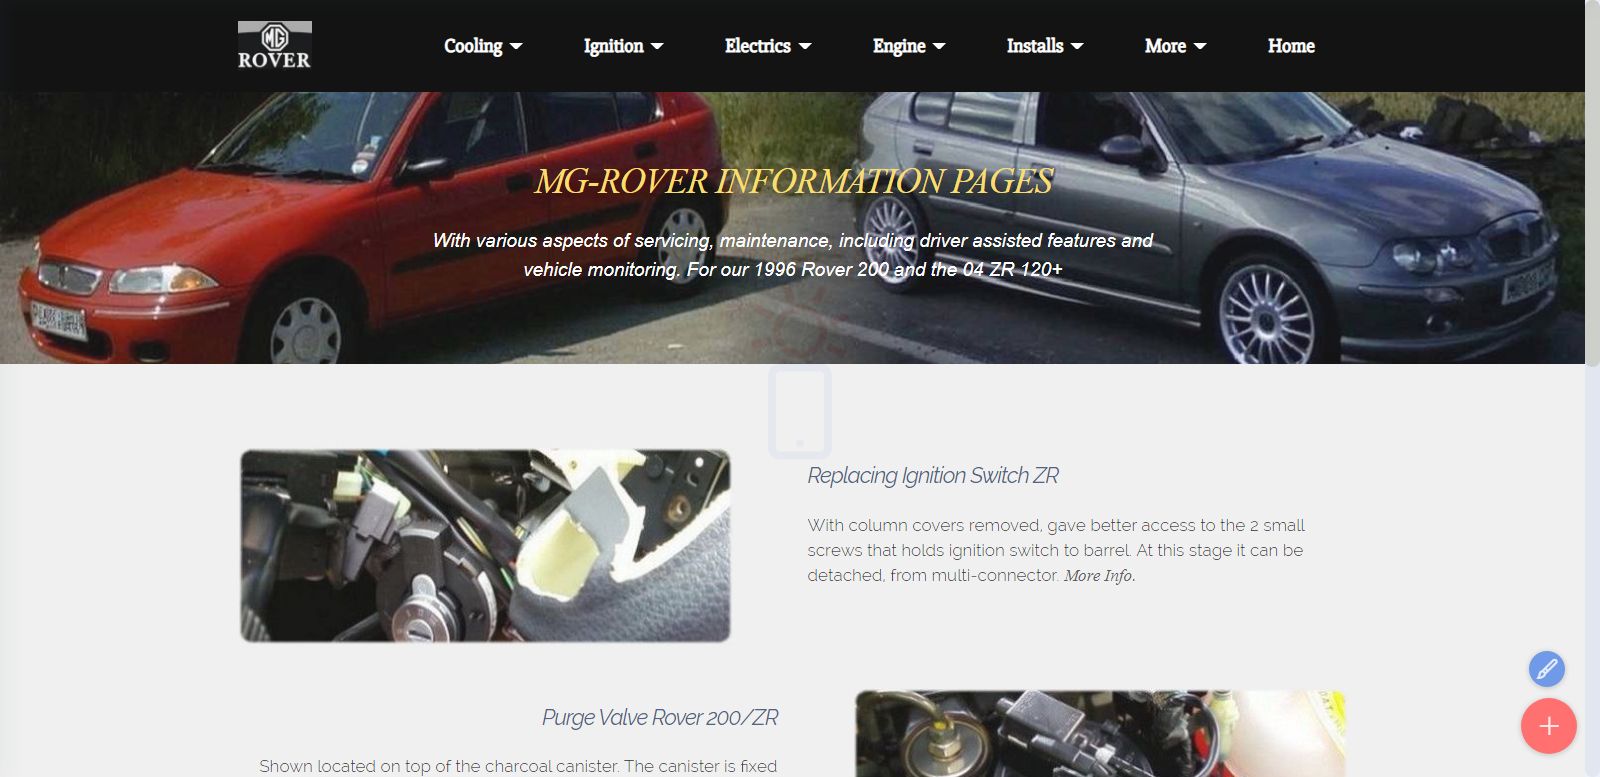 MG
ROVER
Cooling
Ignition
Electrics
Engine
Installs
More
Home
MG-ROVER INFORMATION PAGES
With various aspects of servicing, maintenance, including driver assisted features and
vehicle monitoring. For our 1996 Rover 200 and the 04 ZR 120+
Replacing Ignition Switch ZR
With column covers removed, gave better access to the 2 small
screws that holds ignition switch to barrel. At this stage it can be
detached, from multi-connector. More Info.
Purge Valve Rover 200/ZR
Shown located on top of the charcoal canister. The canister is fixed